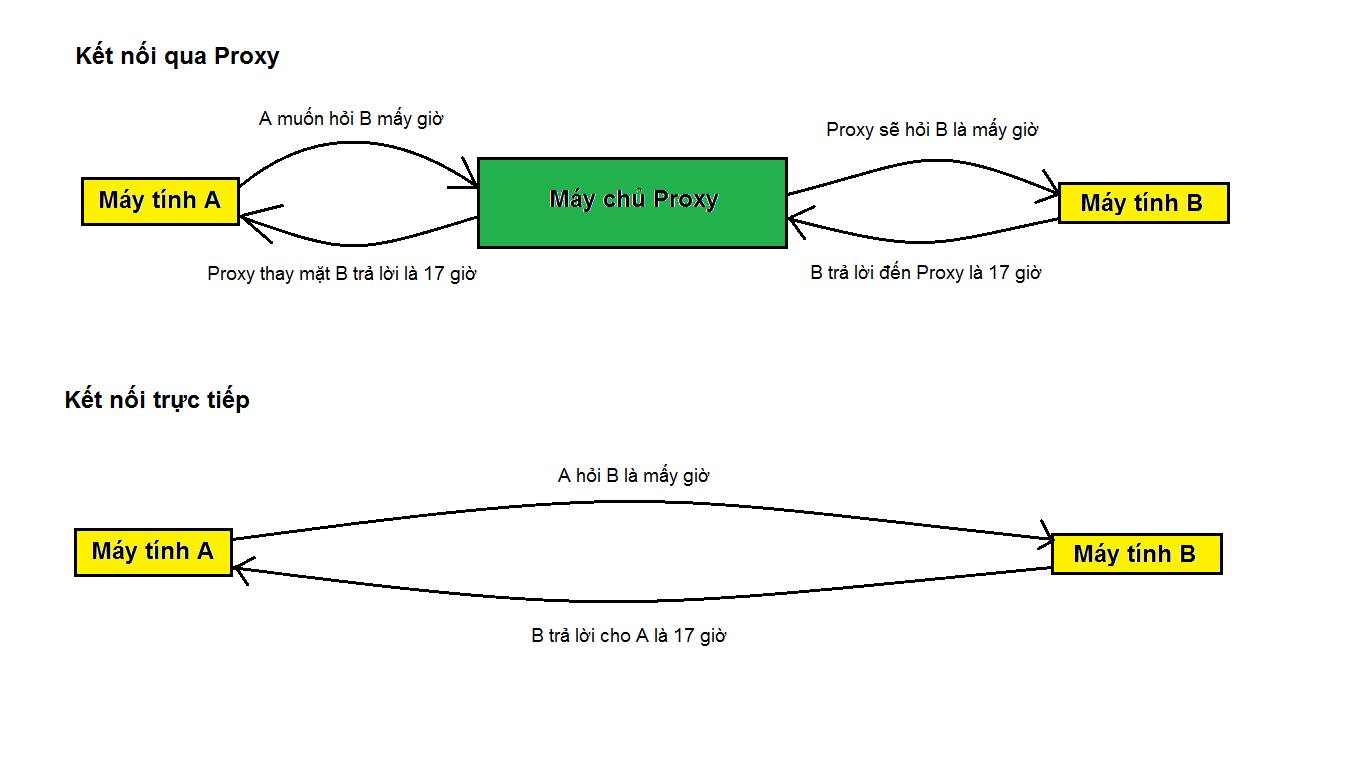 Kết nối qua Proxy
A muốn hỏi B mấy giờ
Proxy sẽ hỏi B là mấy giờ
Máy tính A
Máy chủ Proxy
Máy tính B
Proxy thay mặt B trả lời là 17 giờ
B trả lời đến Proxy là 17 giờ
Kết nối trực tiếp
A hỏi B là mấy giờ
Máy tính A
Máy tính B
B trả lời cho A là 17 giờ